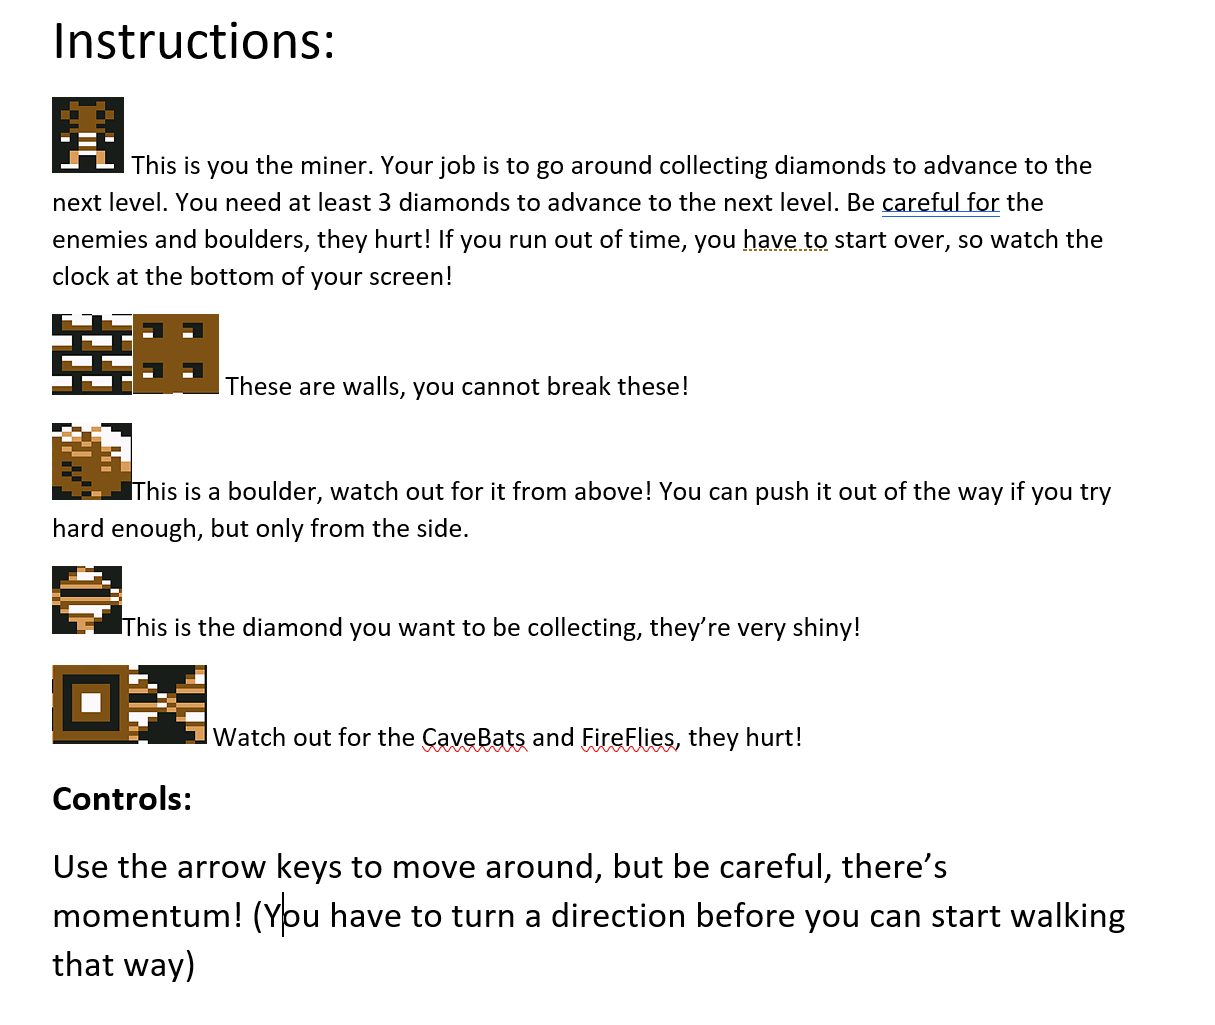 Instructions:
This is you the miner. Your job is to go around collecting diamonds to advance to the
next level. You need at least 3 diamonds to advance to the next level. Be careful for the
enemies and boulders, they hurt! If you run out of time, you have to start over, so watch the
clock at the bottom of your screen!
These are walls, you cannot break these!
This is a boulder, watch out for it from above! You can push it out of the way if you try
hard enough, but only from the side.
This is the diamond you want to be collecting, they’re very shiny!
Watch out for the CaveBats and FireFlies, they hurt!
Controls:
Use the arrow keys to move around, but be careful, there’s
momentum! (You have to turn a direction before you can start walking
that way)